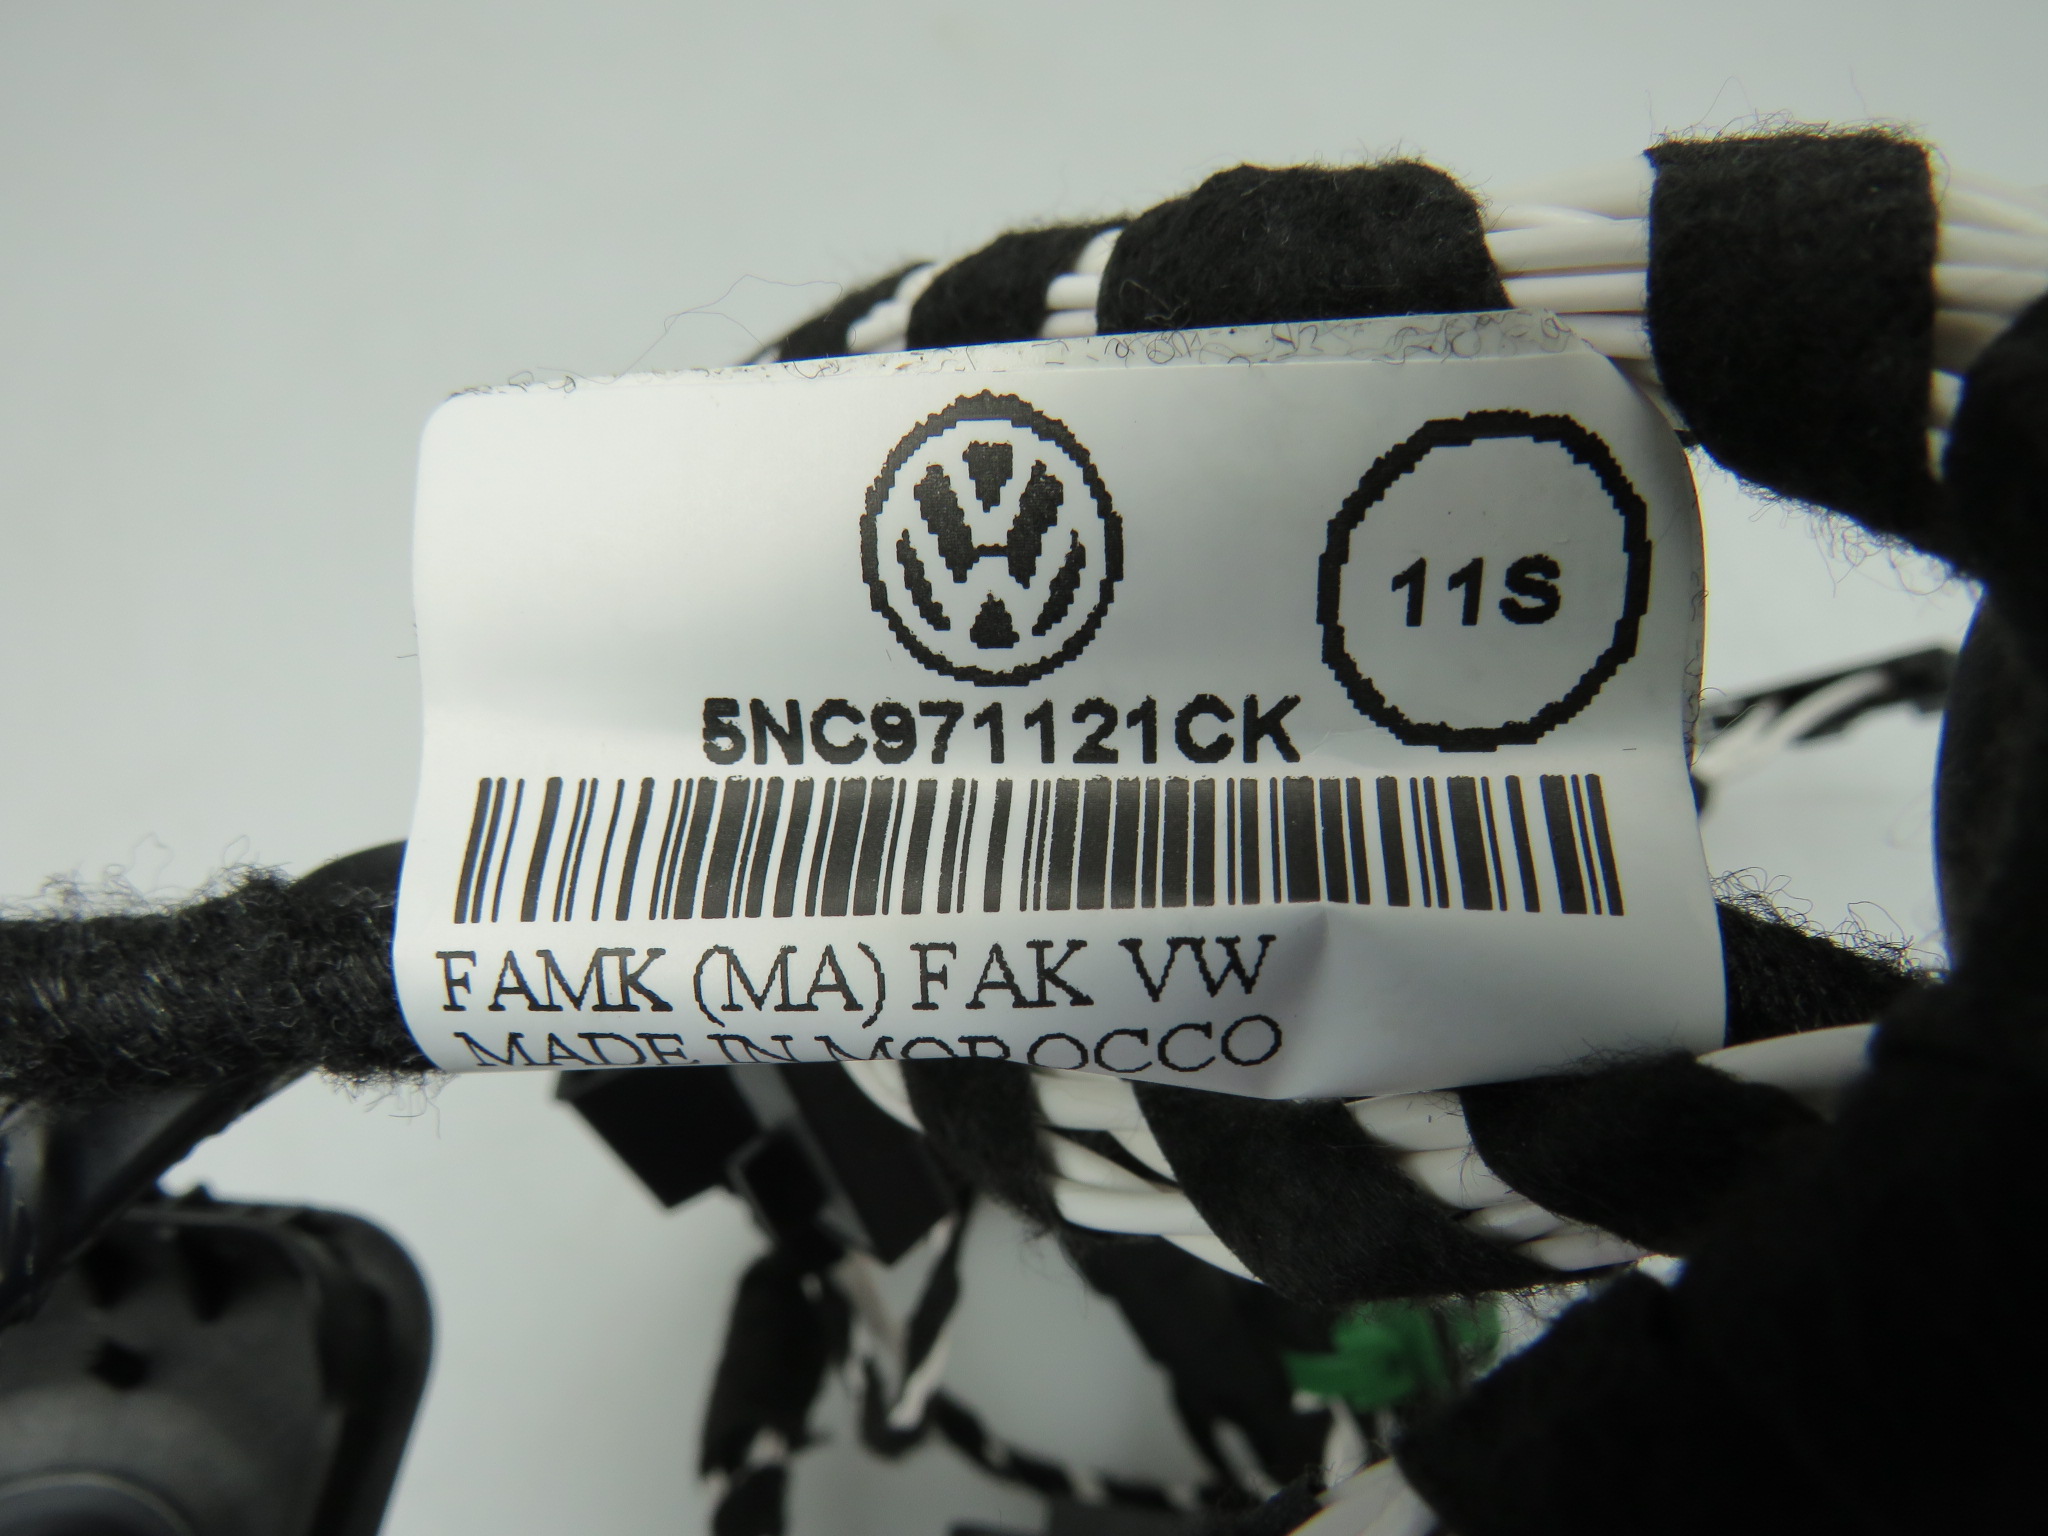 11S
5NC971121CK
FAMK (MA) FAK VW
MADE IN MOROCCO